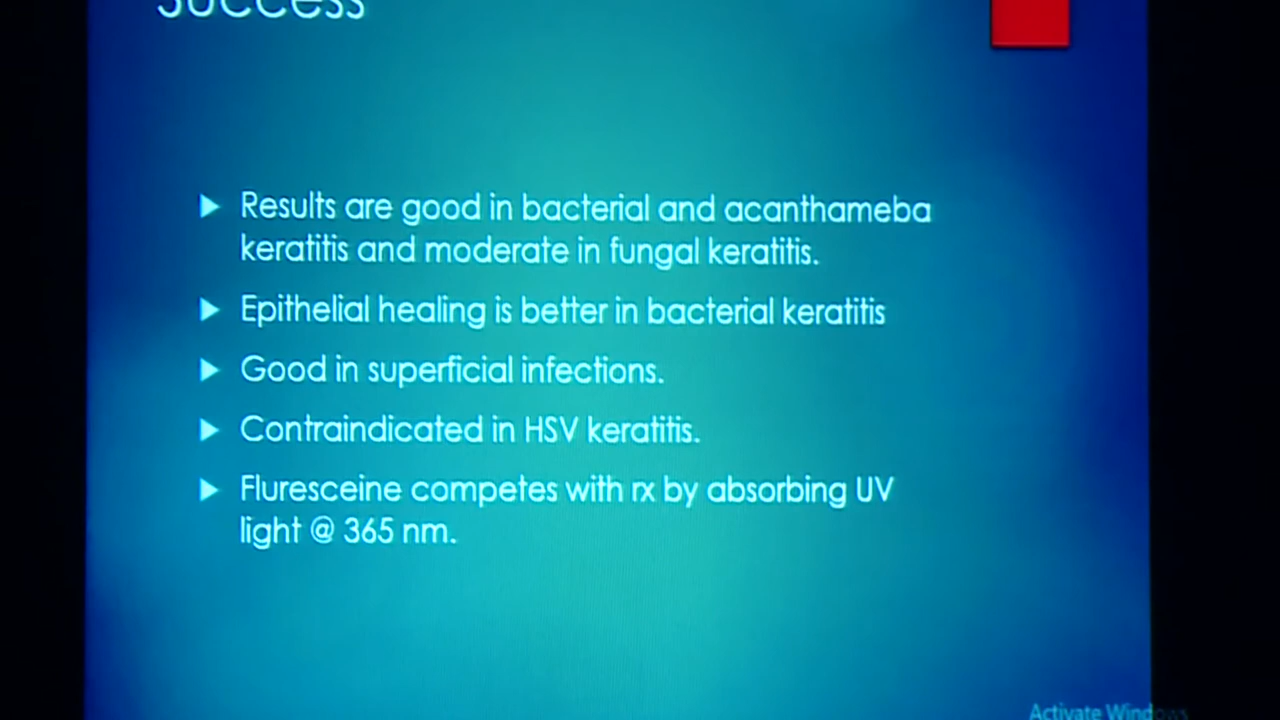 Success
Results are good in bacterial and acanthameba
keratitis and moderate in fungal keratitis.
Epithelial healing is better in bacterial keratitis
Good in superficial infections.
Contraindicated in HSV keratitis.
Fluresceine competes with rx by absorbing UV
light @ 365 nm.
Activate Windows